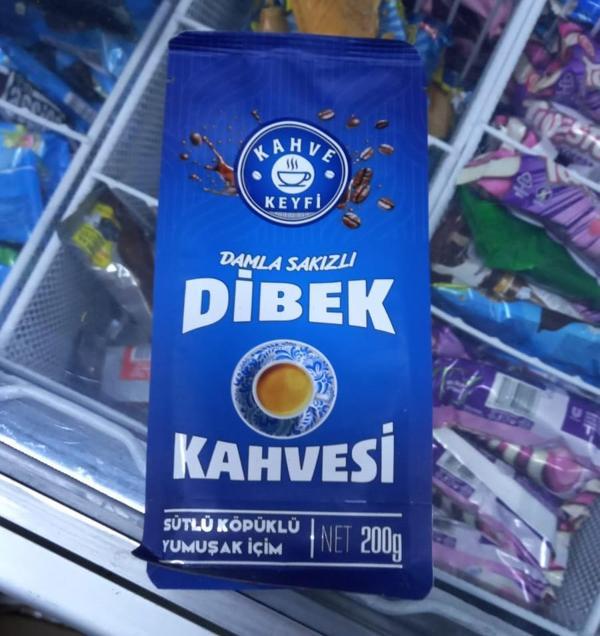 KAHVE
KEYFİ
DAMLA SAKIZLI
DİBEK
KAHVESİ
SÜTLÜ KÖPÜKLÜ
YUMUŞAK İÇİM
NET 200g